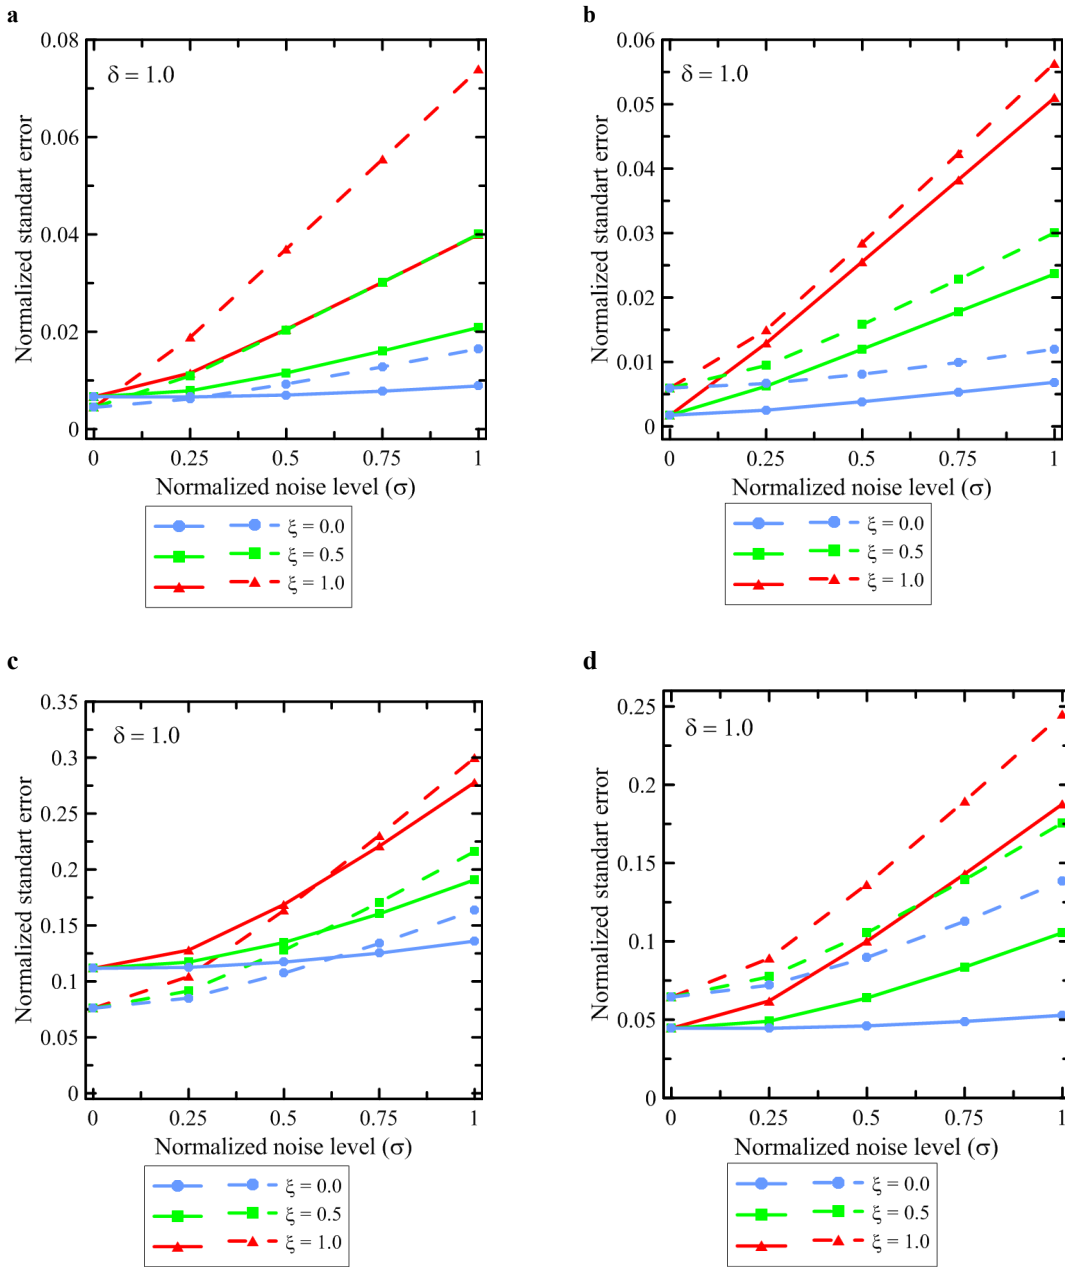 a
0.08
δ = 1.0
0.06
0.04
0.02
0
Normalized standart error
0 0.25 0.5 0.75 1
Normalized noise level (σ)
ξ = 0.0
ξ = 0.5
ξ = 1.0
b
0.06
δ = 1.0
0.05
0.04
0.03
0.02
0.01
0
Normalized standart error
0 0.25 0.5 0.75 1
Normalized noise level (σ)
ξ = 0.0
ξ = 0.5
ξ = 1.0
c
0.35
δ = 1.0
0.3
0.25
0.2
0.15
0.1
0.05
0
Normalized standart error
0 0.25 0.5 0.75 1
Normalized noise level (σ)
ξ = 0.0
ξ = 0.5
ξ = 1.0
d
0.25
δ = 1.0
0.2
0.15
0.1
0.05
0
Normalized standart error
0 0.25 0.5 0.75 1
Normalized noise level (σ)
ξ = 0.0
ξ = 0.5
ξ = 1.0